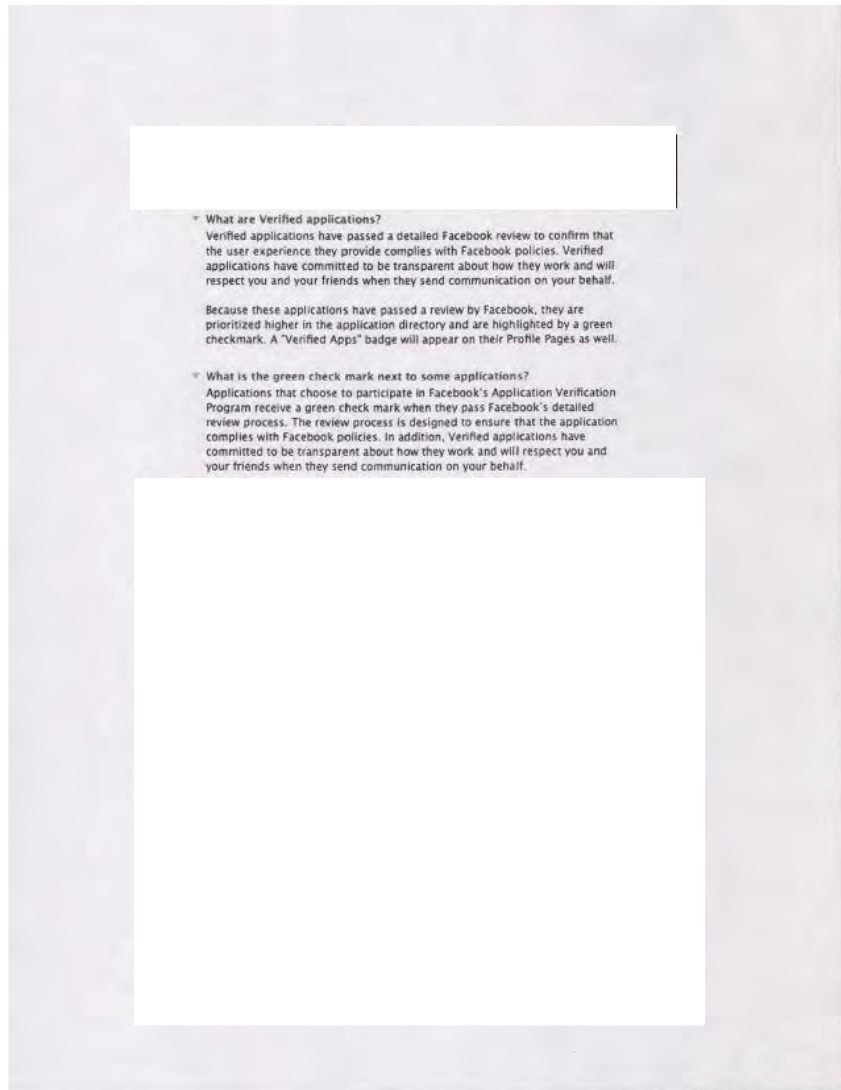 What are Verified applications?
Verified applications have passed a detailed Facebook review to confirm that
the user experience they provide complies with Facebook policies. Verified
applications have committed to be transparent about how they work and will
respect you and your friends when they send communication on your behalf.
Because these applications have passed a review by Facebook, they are
prioritized higher in the application directory and are highlighted by a green
checkmark. A "Verified Apps" badge will appear on their Profile Pages as well.
What is the green check mark next to some applications?
Applications that choose to participate in Facebook's Application Verification
Program receive a green check mark when they pass Facebook's detailed
review process. The review process is designed to ensure that the application
complies with Facebook policies. In addition, Verified applications have
committed to be transparent about how they work and will respect you and
your friends when they send communication on your behalf.